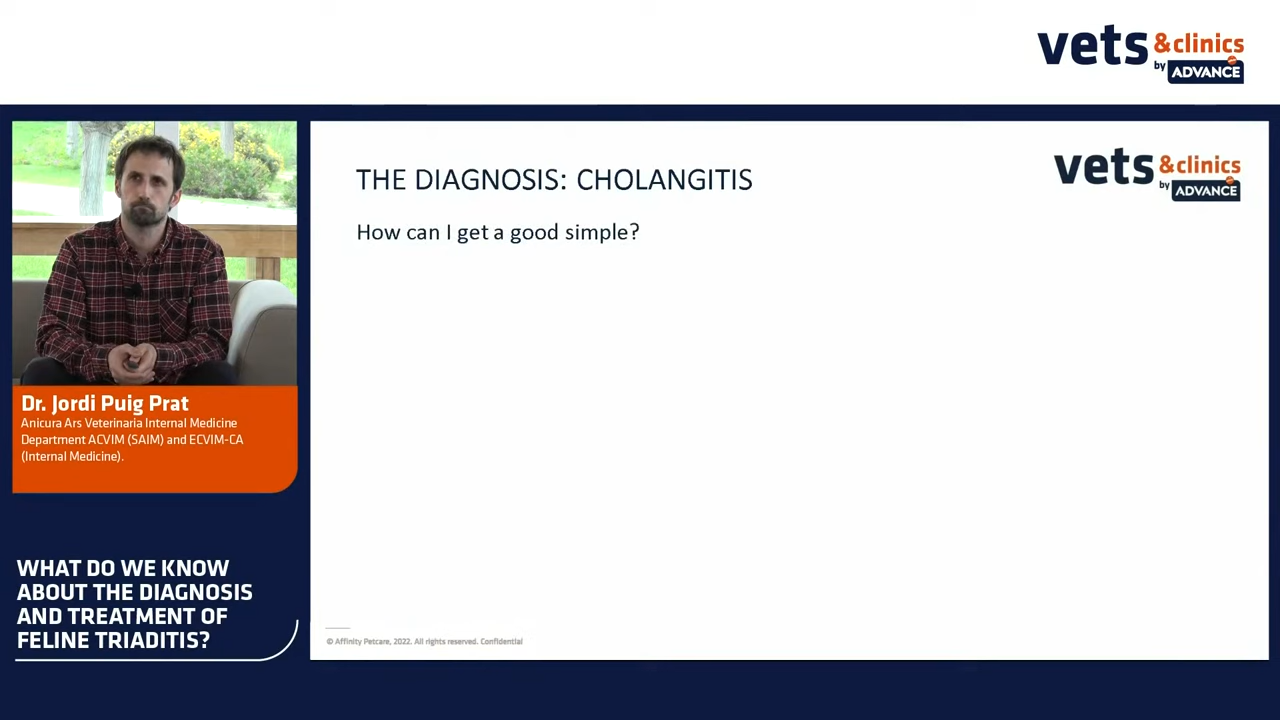 vets &clinics
by ADVANCE
THE DIAGNOSIS: CHOLANGITIS
vets &clinics
by ADVANCE
How can I get a good simple?
Dr. Jordi Puig Prat
Anicura Ars Veterinaria Internal Medicine
Department ACVIM (SAIM) and ECVIM-CA
(Internal Medicine).
WHAT DO WE KNOW
ABOUT THE DIAGNOSIS
AND TREATMENT OF
FELINE TRIADITIS?
© Affinity Petcare, 2022. All rights reserved. Confidential